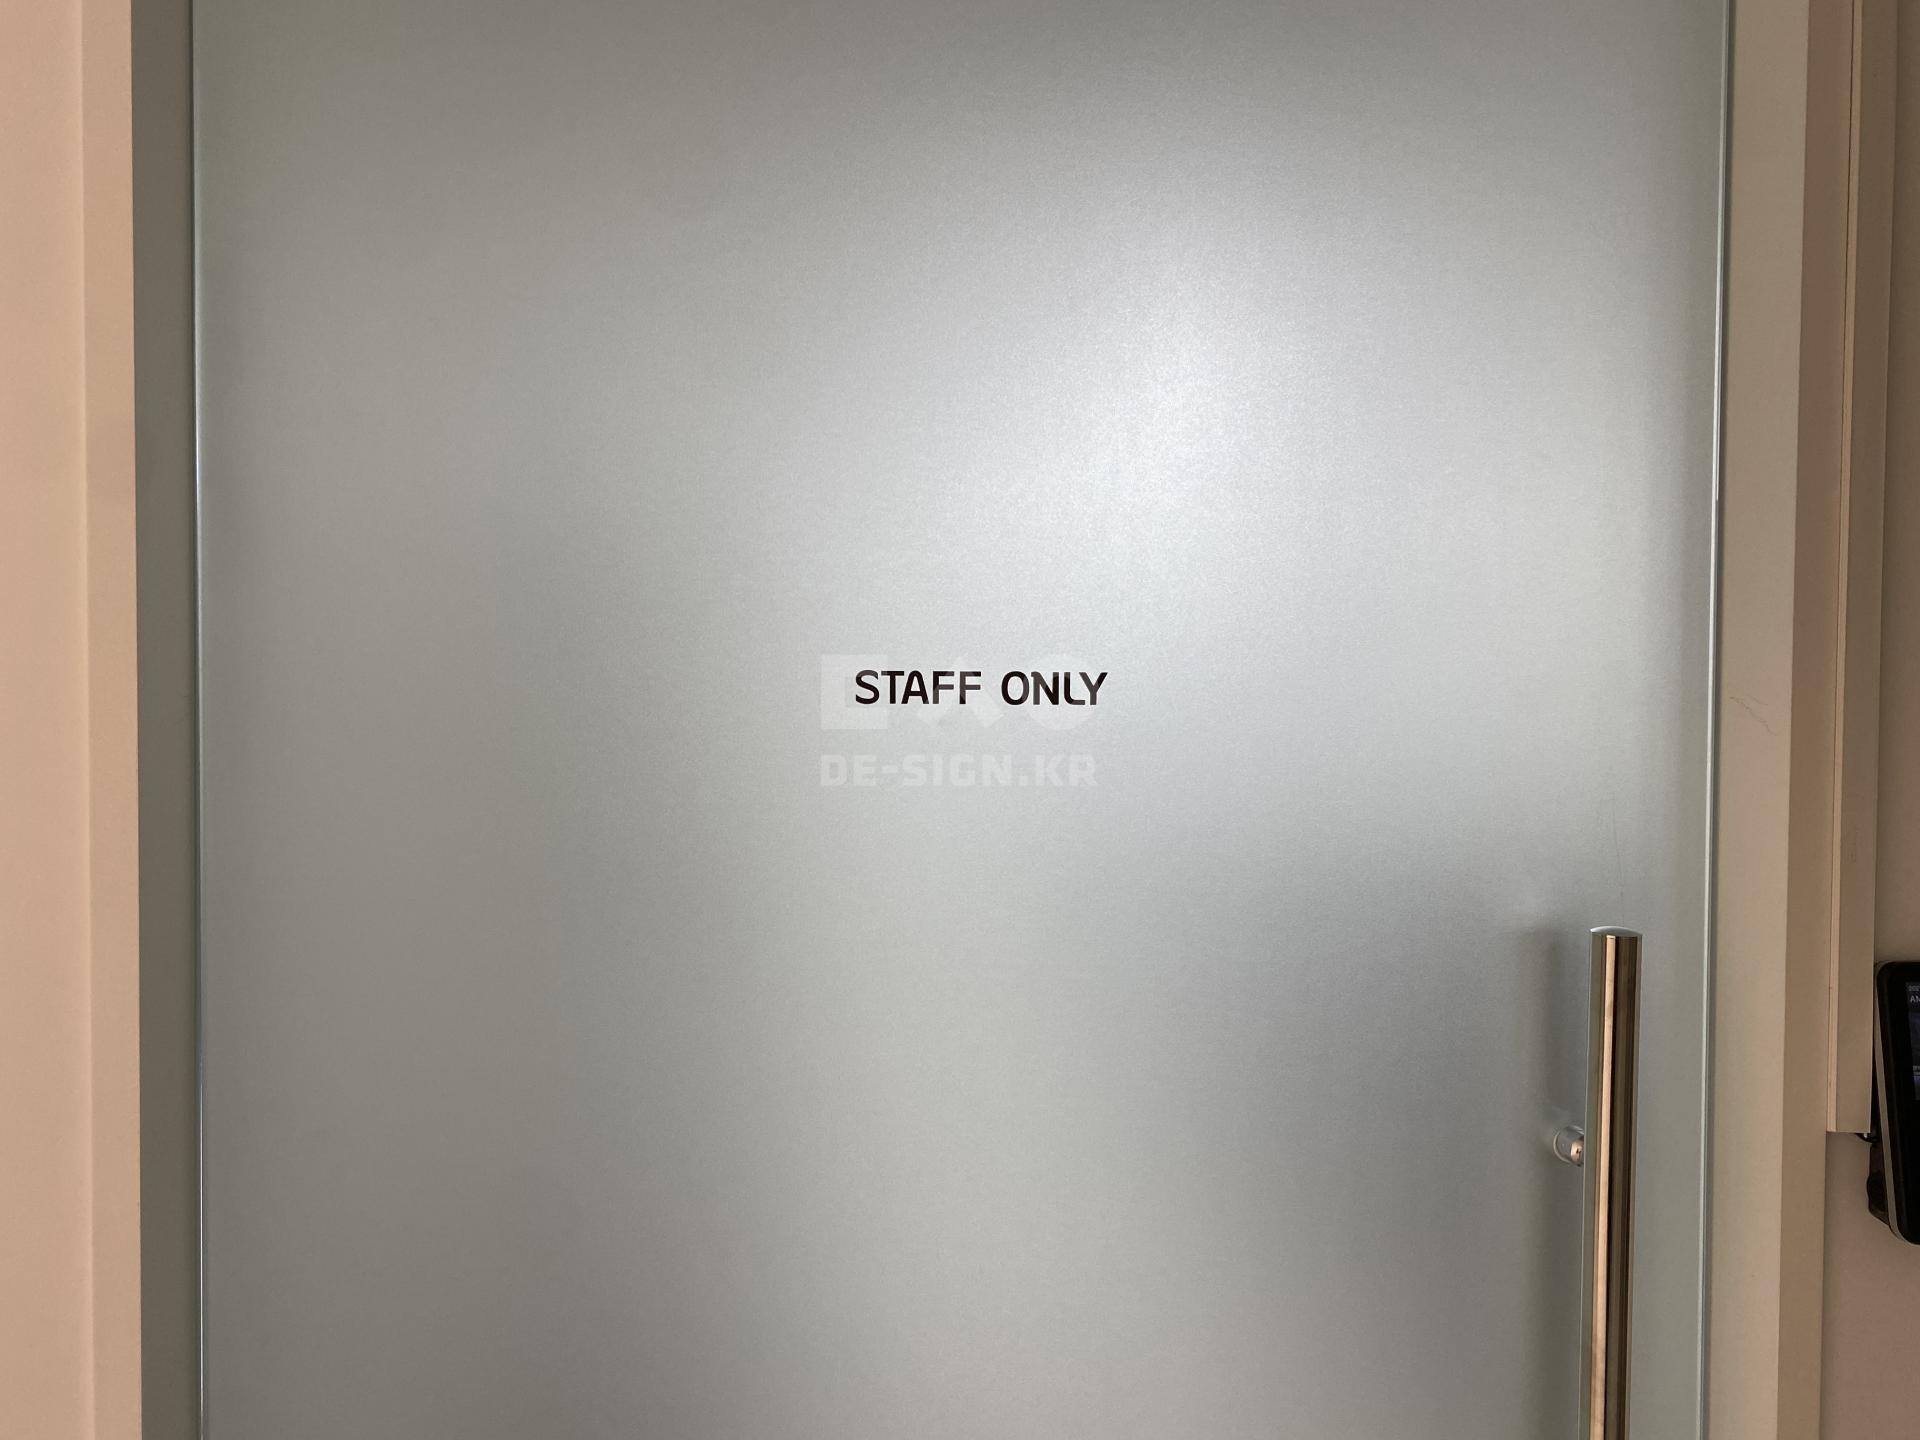 STAFF ONLY
DE-SIGN.KR